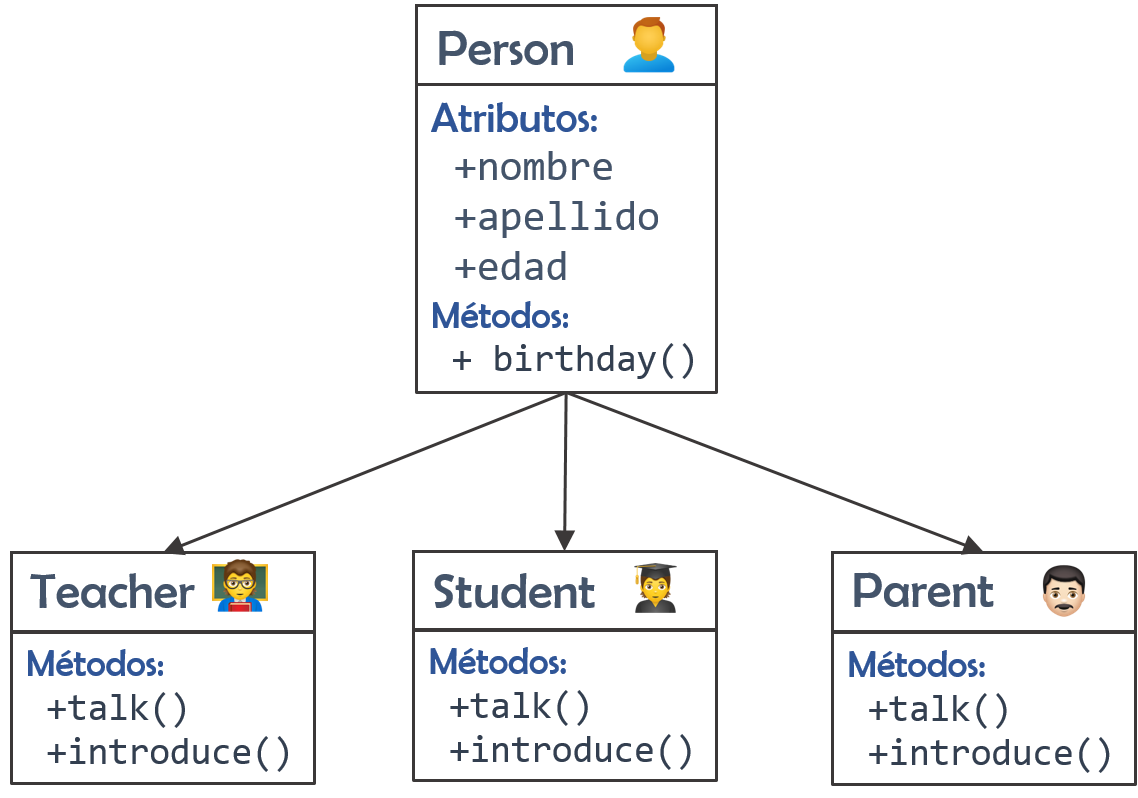 Person
Atributos:
+nombre
+apellido
+edad
Métodos:
+ birthday()
Teacher
Métodos:
+talk()
+introduce()
Student
Métodos:
+talk()
+introduce()
Parent
Métodos:
+talk()
+introduce()